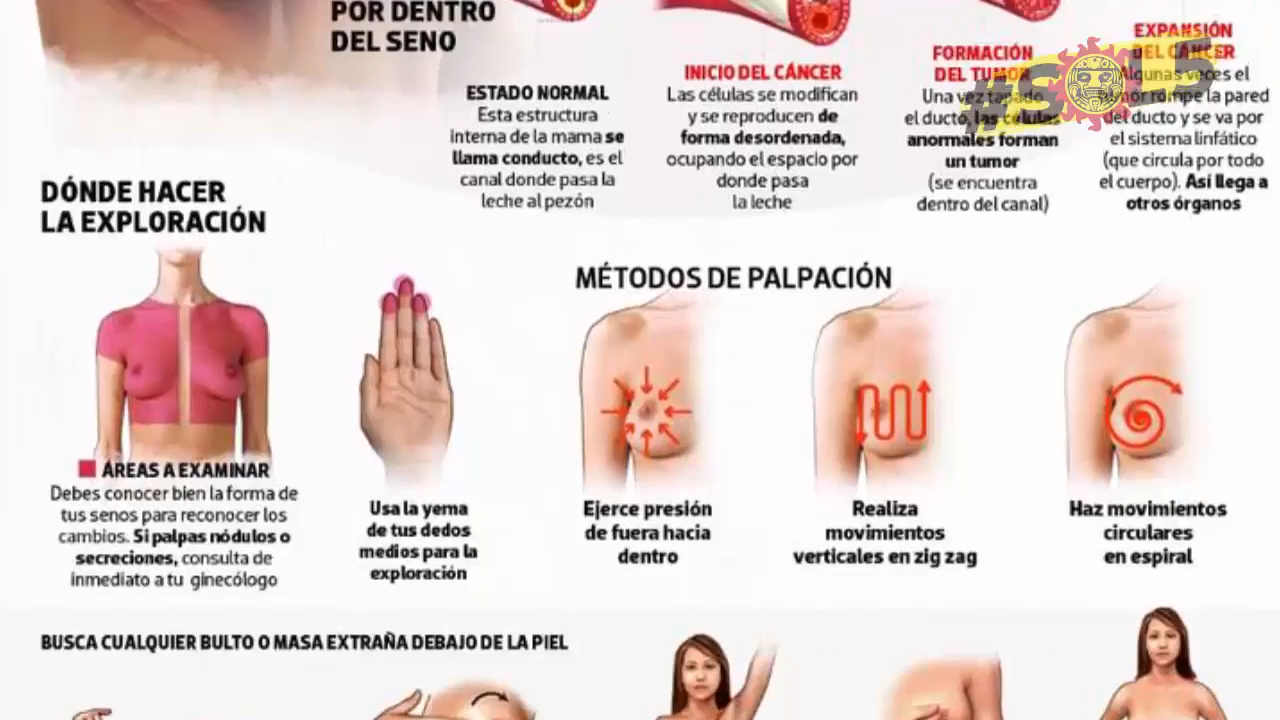 POR DENTRO
DEL SENO
ESTADO NORMAL
Esta estructura
interna de la mama se
llama conducto, es el
canal donde pasa la
leche al pezón
INICIO DEL CÁNCER
Las células se modifican
y se reproducen de
forma desordenada,
ocupando el espacio por
donde pasa
la leche
FORMACIÓN
DEL TUMOR
Una vez tapado
el ducto, las células
anormales forman
un tumor
(se encuentra
dentro del canal)
EXPANSIÓN
DEL CÁNCER
Algunas veces el
tumor rompe la pared
del ducto y se va por
el sistema linfático
(que circula por todo
el cuerpo). Así llega a
otros órganos
#SOL5
DÓNDE HACER
LA EXPLORACIÓN
ÁREAS A EXAMINAR
Debes conocer bien la forma de
tus senos para reconocer los
cambios. Si palpas nódulos o
secreciones, consulta de
inmediato a tu ginecólogo
Usa la yema
de tus dedos
medios para la
exploración
MÉTODOS DE PALPACIÓN
Ejerce presión
de fuera hacia
dentro
Realiza
movimientos
verticales en zig zag
Haz movimientos
circulares
en espiral
BUSCA CUALQUIER BULTO O MASA EXTRAÑA DEBAJO DE LA PIEL